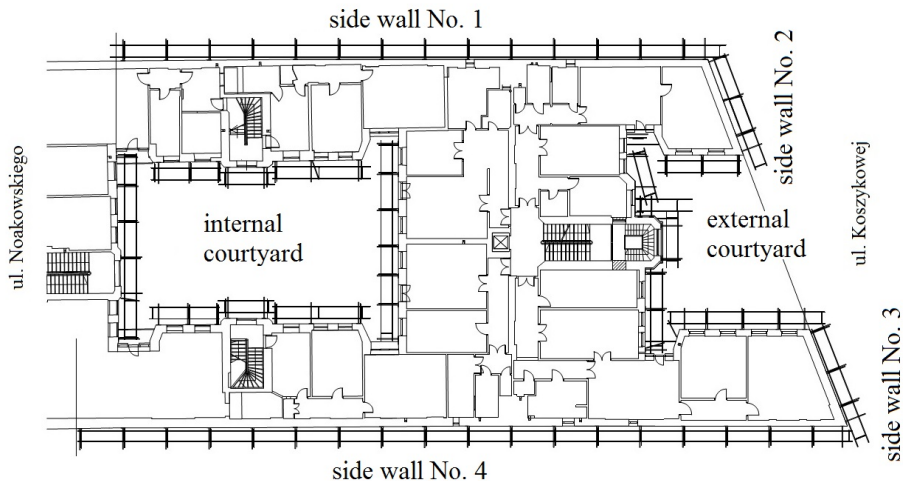 side wall No. 1
side wall No. 2
ul. Noakowskiego
internal
courtyard
external
courtyard
ul. Koszykowej
side wall No. 3
side wall No. 4